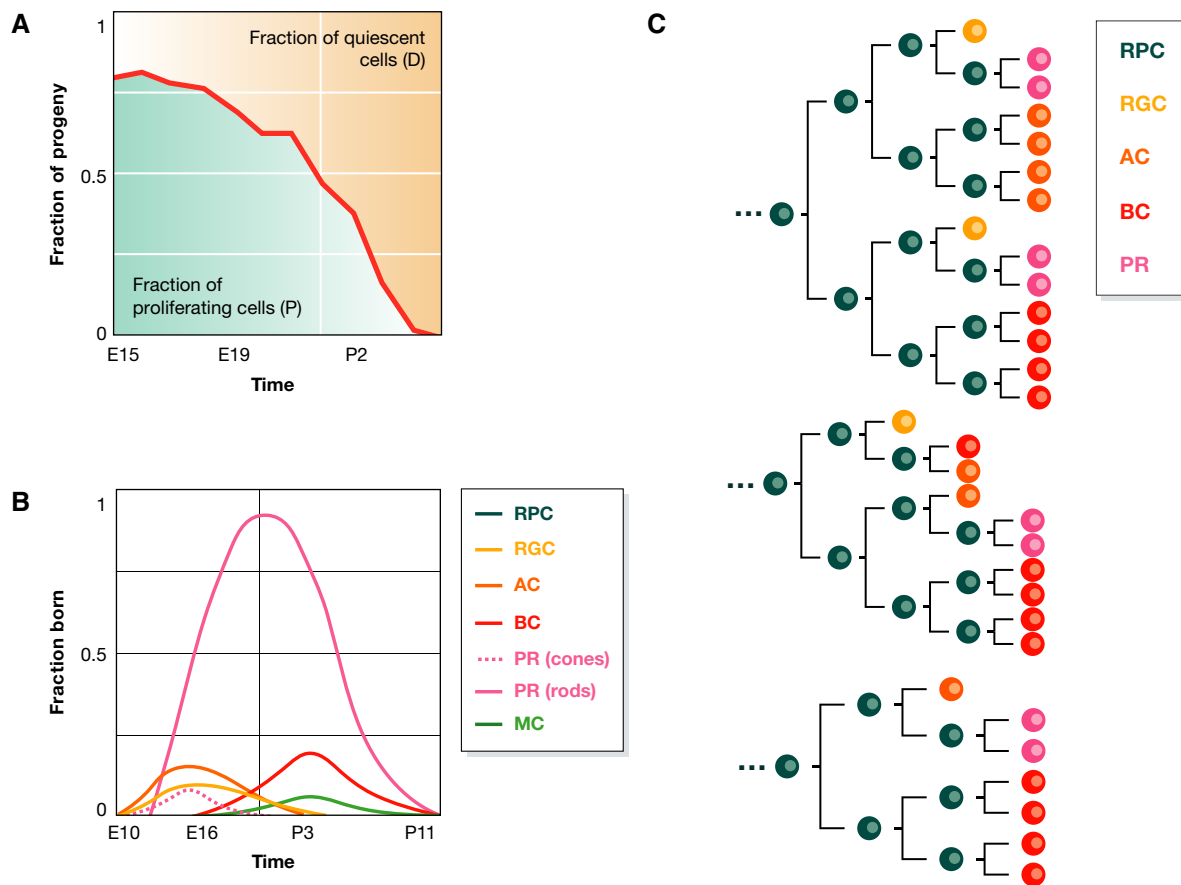 A
1
Fraction of quiescent
cells (D)
0.5
Fraction of progeny
Fraction of
proliferating cells (P)
0
E15
E19
P2
Time
B
1
0.5
Fraction born
0
E10
E16
P3
P11
Time
RPC
RGC
AC
BC
PR (cones)
PR (rods)
MC
C
...
...
...
RPC
RGC
AC
BC
PR